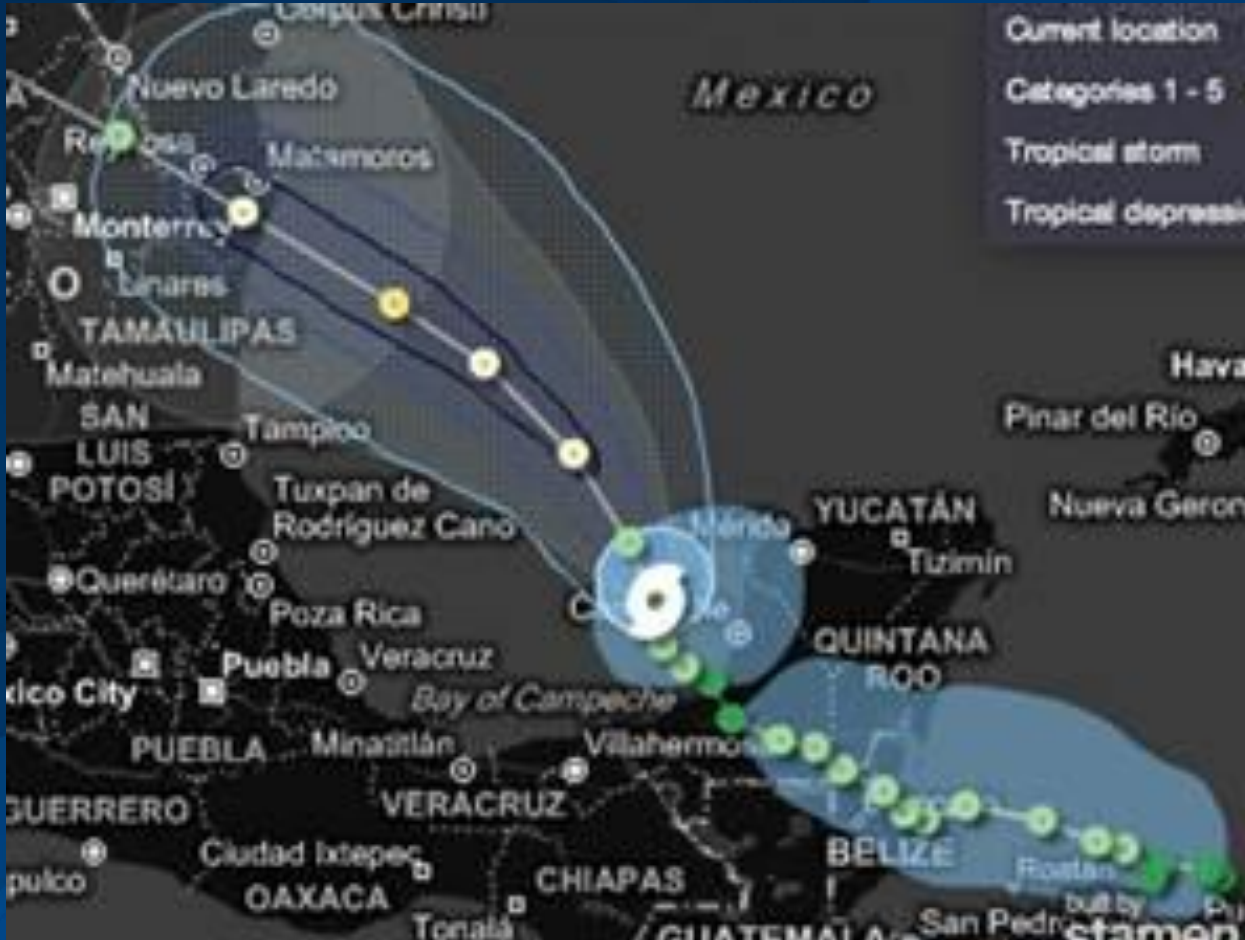 Corpus Christi
Nuevo Laredo
Mexico
Current location
Categories 1 - 5
Tropical storm
Matamoros
Monterrey
Linares
TAMAULIPAS
Matehuala
SAN
LUIS
POTOSÍ
Tampico
Tuxpan de
Rodríguez Cano
Pinar del Río
YUCATÁN
Mérida
Tizimín
Querétaro
Poza Rica
QUINTANA
ROO
Puebla
Veracruz
xico City
Bay of Campeche
PUEBLA
Minatitlán
Villahermosa
GUERRERO
VERACRUZ
BELIZE
Ciudad Ixtepec
CHIAPAS
Roatán
pulco
OAXACA
built by
Tonalá
GUATEMALA
San Pedro
stamen